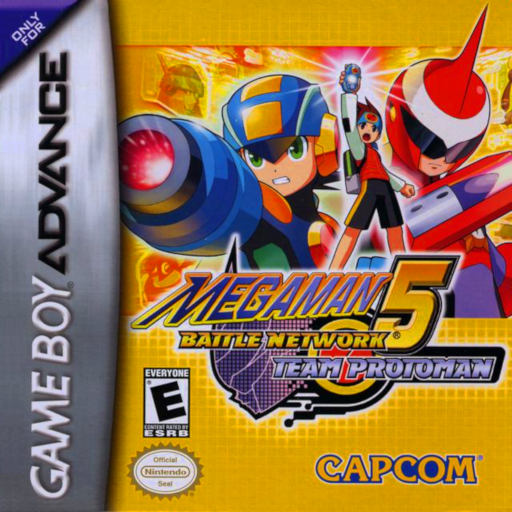 ONLY
FOR
GAME BOY ADVANCE
MEGAMAN® 5
BATTLE NETWORK®
TEAM PROTOMAN
EVERYONE
E
CONTENT RATED BY
ESRB
Official
Nintendo
Seal
CAPCOM®